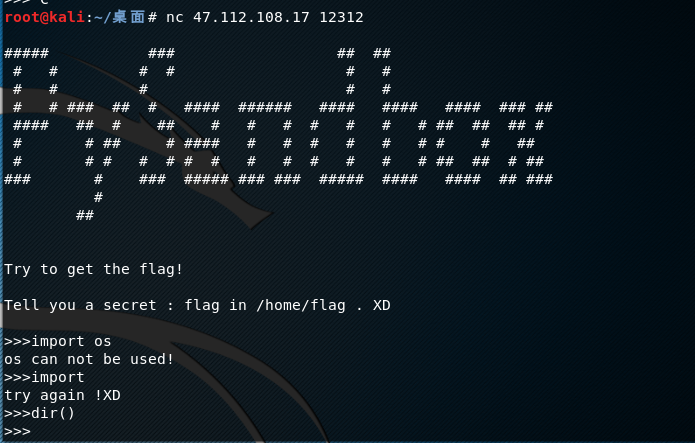 root@kali:~/桌面# nc 47.112.108.17 12312
#####           ###                  ##  ##
 #   #         #  #                   #   #
 #   #         #                      #   #
 #   # ###  ##  #   ####  ######   ####   ####   ####  ### ##
 ####   ##  #    ##    #   #   #  #   #   #   # ##  ##  ## #
 #       # ##     # ####   #   #  #   #   #   # #    #   ##
 #       # #   #  # #  #   #   #  #   #   #   # ##  ##  # ##
###       #    ###  ##### ### ###  #####  ####   ####  ## ###
          #
        ##
Try to get the flag!
Tell you a secret : flag in /home/flag . XD
>>>import os
os can not be used!
>>>import
try again !XD
>>>dir()
>>>